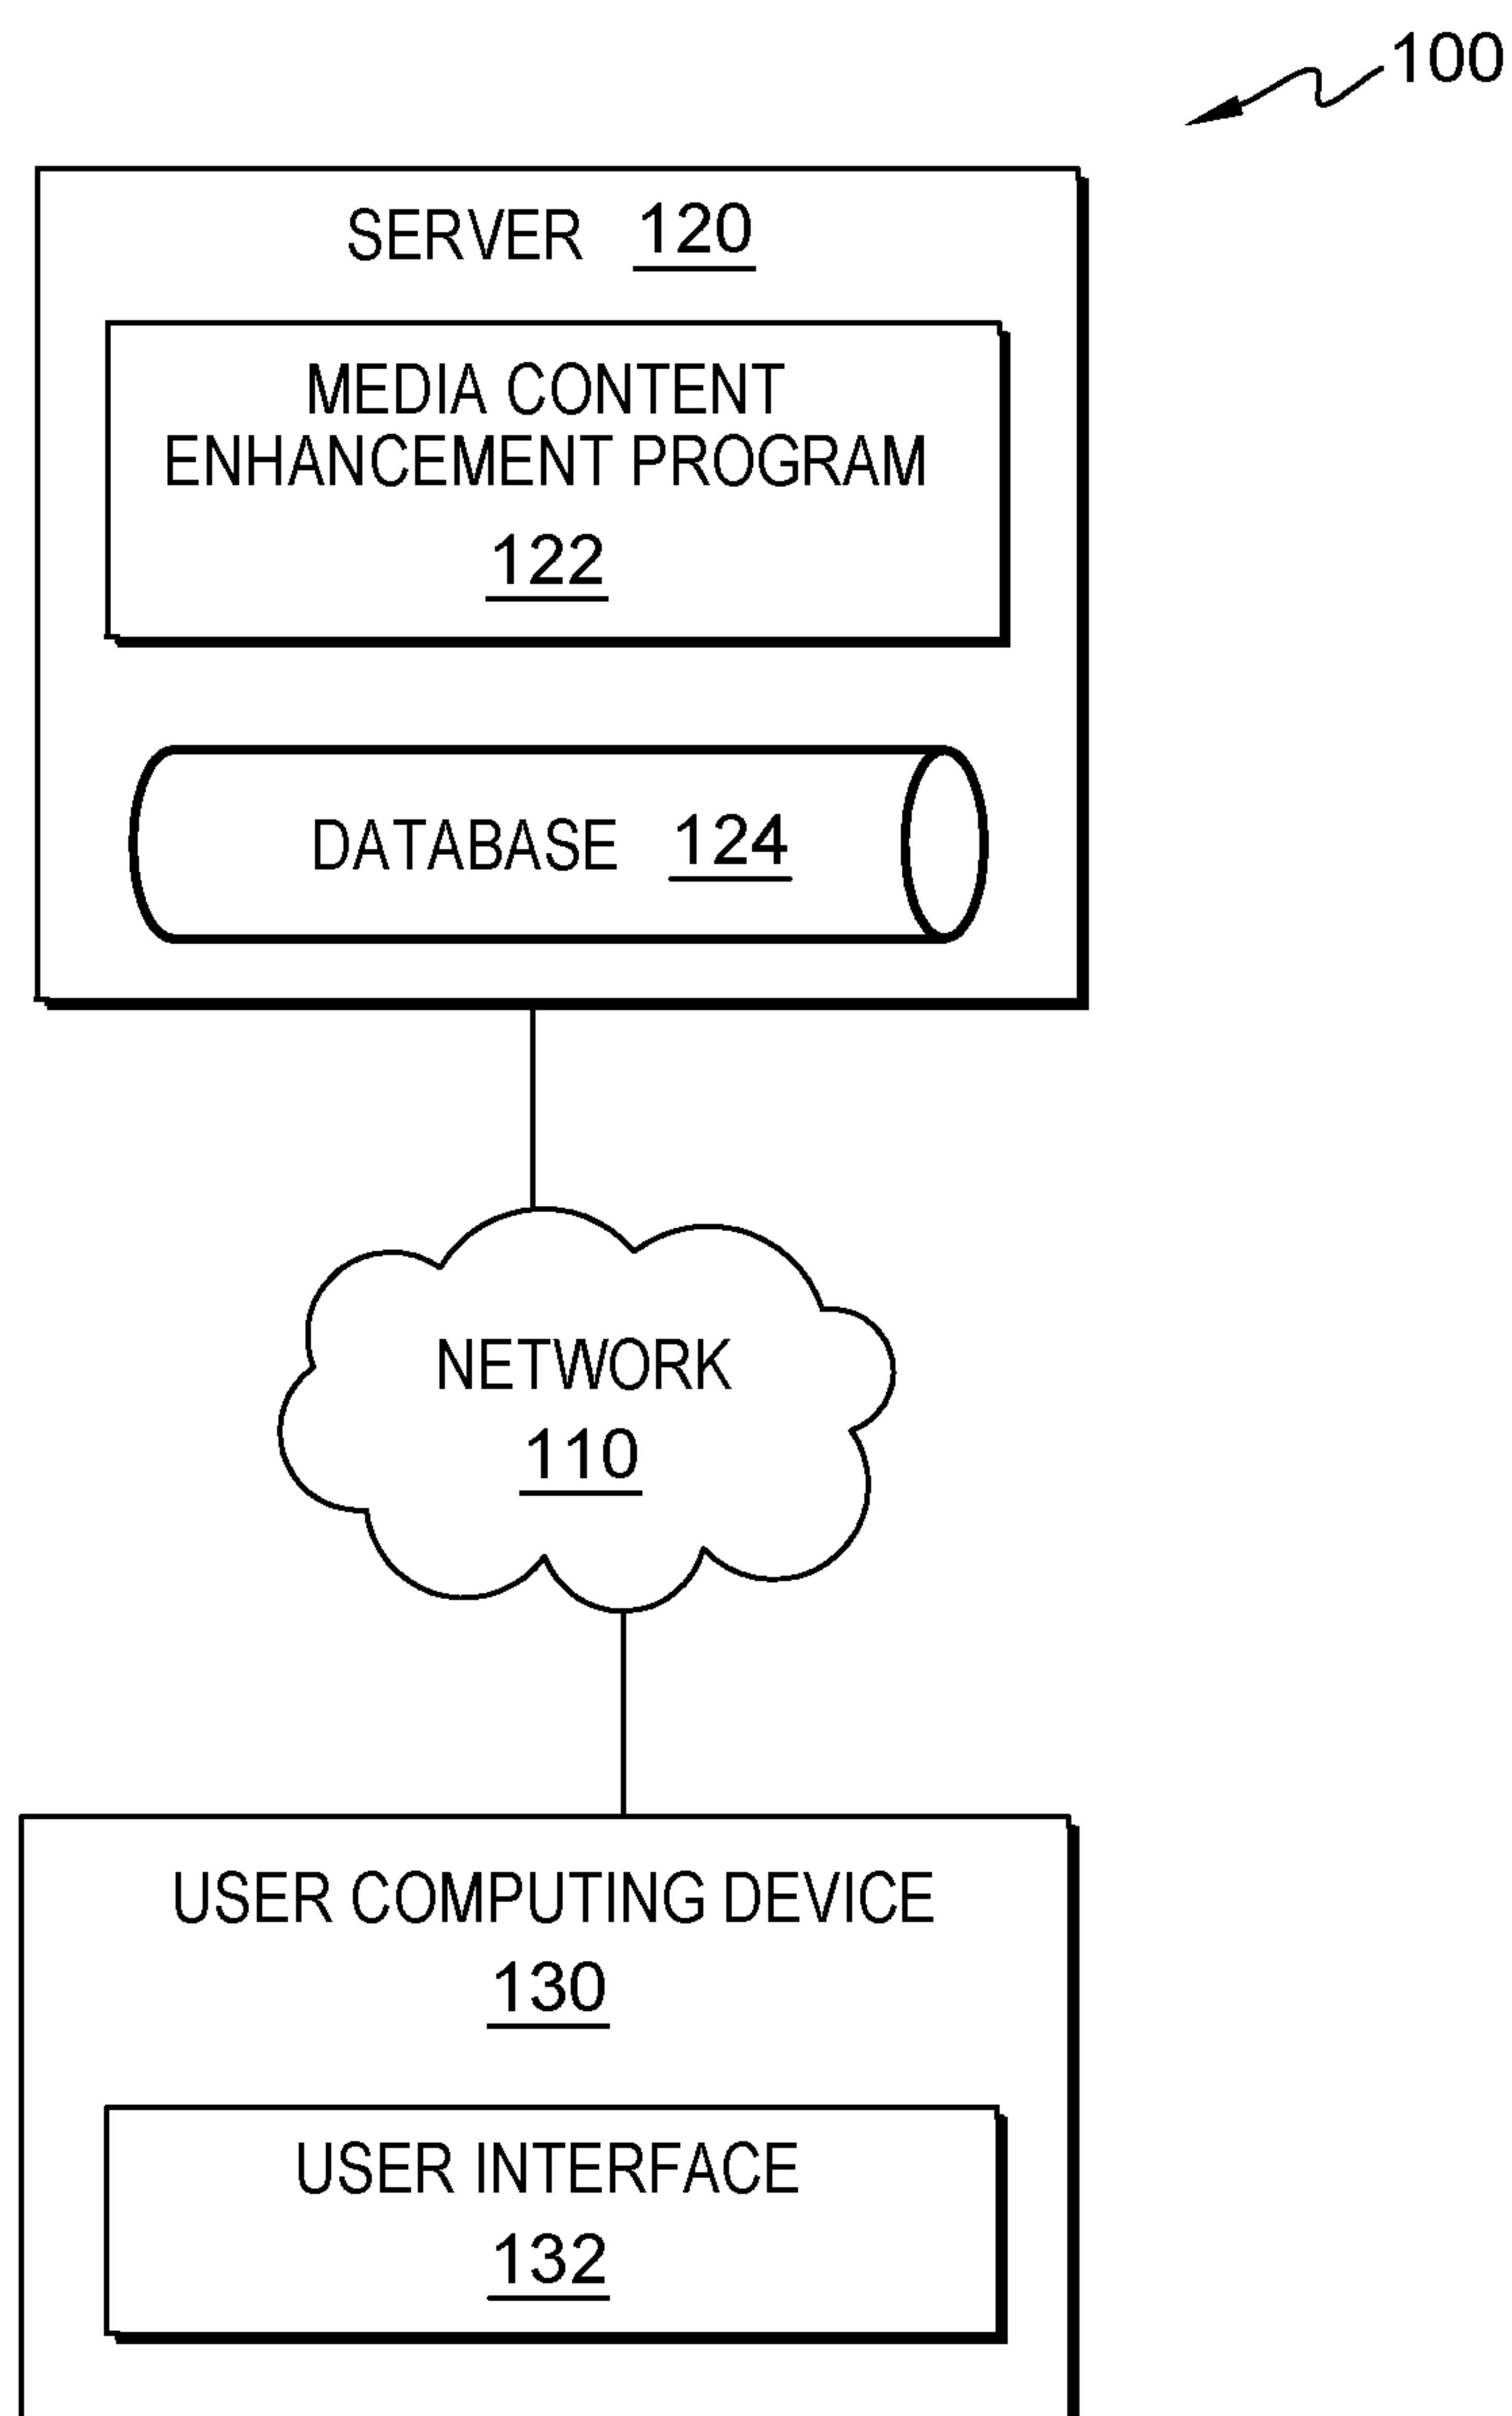 100
SERVER 120
MEDIA CONTENT
ENHANCEMENT PROGRAM
122
DATABASE 124
NETWORK
110
USER COMPUTING DEVICE
130
USER INTERFACE
132